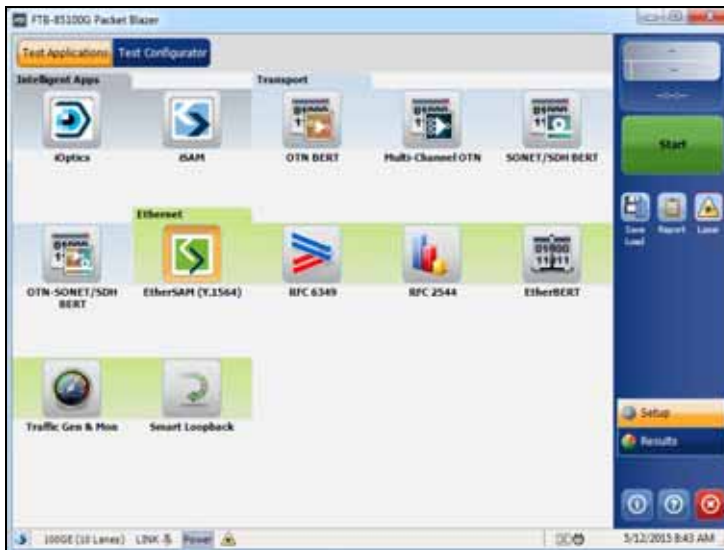 FTB-85100G Packet Blazer
Test Applications Test Configurator
Intelligent Apps Transport
iOptics iSAM OTN BERT Multi-Channel OTN SONET/SDH BERT
Ethernet
OTN-SONET/SDH BERT EtherSAM (Y.1564) RFC 6349 RFC 2544 EtherBERT
Traffic Gen & Mon Smart Loopback
Start
Save Load Report Laser
Setup
Results
100GE (10 Lanes) LINK Power 5/12/2015 8:43 AM